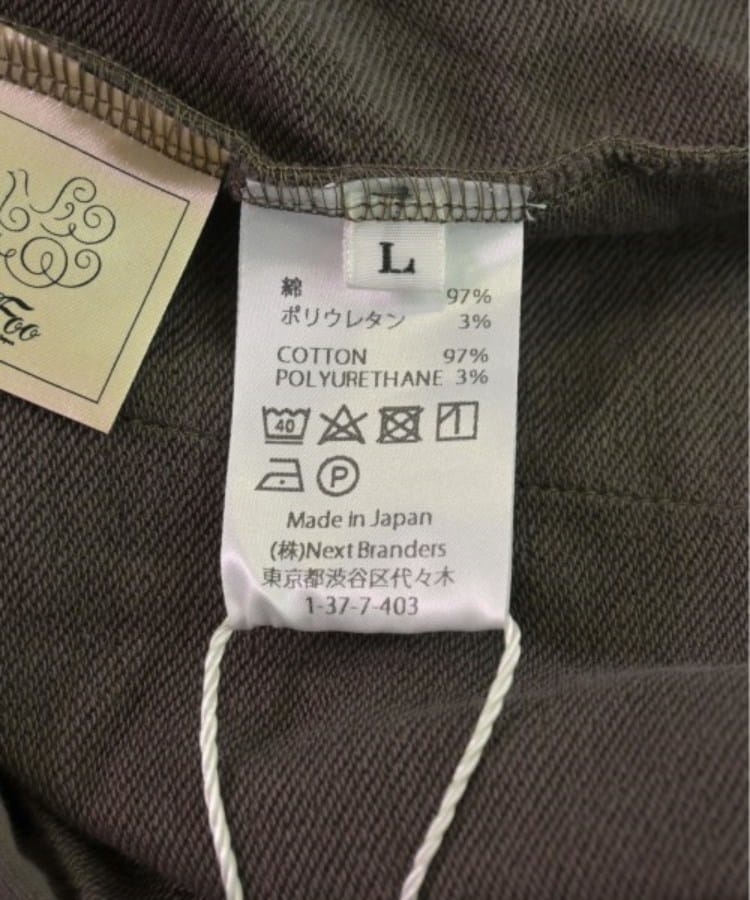 L
綿 97%
ポリウレタン 3%
COTTON 97%
POLYURETHANE 3%
40
P
Made in Japan
(株)Next Branders
東京都渋谷区代々木
1-37-7-403
Foo